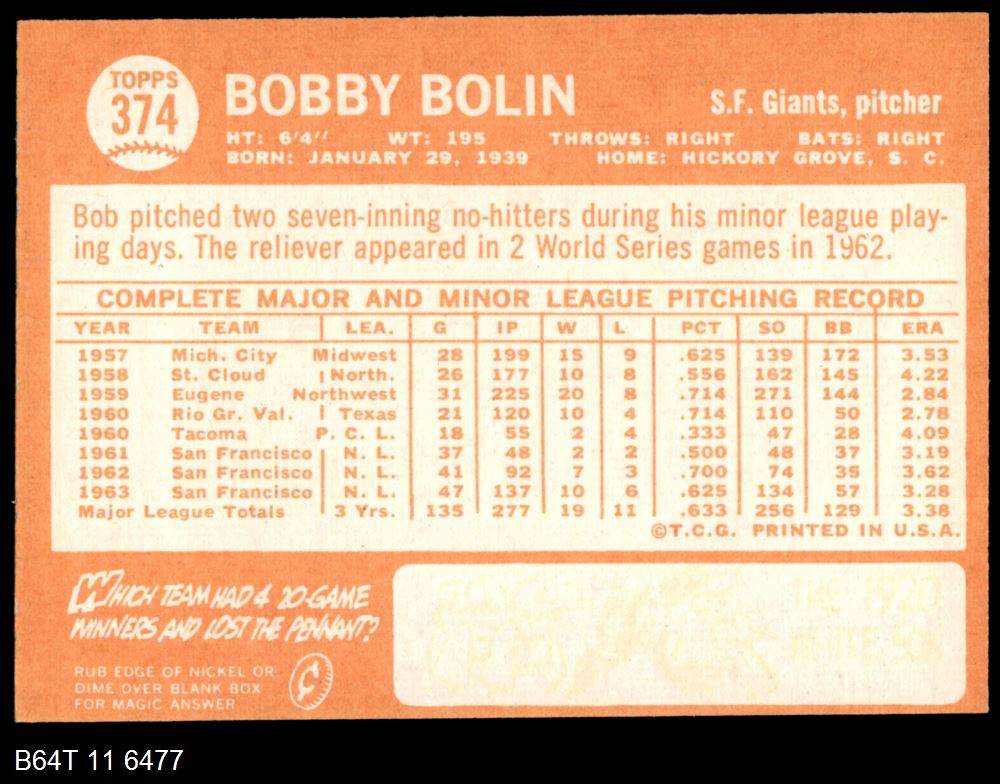 TOPPS
374
BOBBY BOLIN
S.F. Giants, pitcher
HT: 6'4" WT: 195 THROWS: RIGHT BATS: RIGHT
BORN: JANUARY 29, 1939 HOME: HICKORY GROVE, S. C.
Bob pitched two seven-inning no-hitters during his minor league play-
ing days. The reliever appeared in 2 World Series games in 1962.
COMPLETE MAJOR AND MINOR LEAGUE PITCHING RECORD
YEAR TEAM LEA. G IP W L PCT SO BB ERA
1957 Mich. City Midwest 28 199 15 9 .625 139 172 3.53
1958 St. Cloud North. 26 177 10 8 .556 162 145 4.22
1959 Eugene Northwest 31 225 20 8 .714 271 144 2.84
1960 Rio Gr. Val. Texas 21 120 10 4 .714 110 50 2.78
1960 Tacoma P. C. L. 18 55 2 4 .333 47 28 4.09
1961 San Francisco N. L. 37 48 2 2 .500 48 37 3.19
1962 San Francisco N. L. 41 92 7 3 .700 74 35 3.62
1963 San Francisco N. L. 47 137 10 6 .625 134 57 3.28
Major League Totals 3 Yrs. 135 277 19 11 .633 256 129 3.38
©T.C.G. PRINTED IN U.S.A.
WHICH TEAM HAD 4 20-GAME
WINNERS AND LOST THE PENNANT?
RUB EDGE OF NICKEL OR
DIME OVER BLANK BOX
FOR MAGIC ANSWER
B64T 11 6477